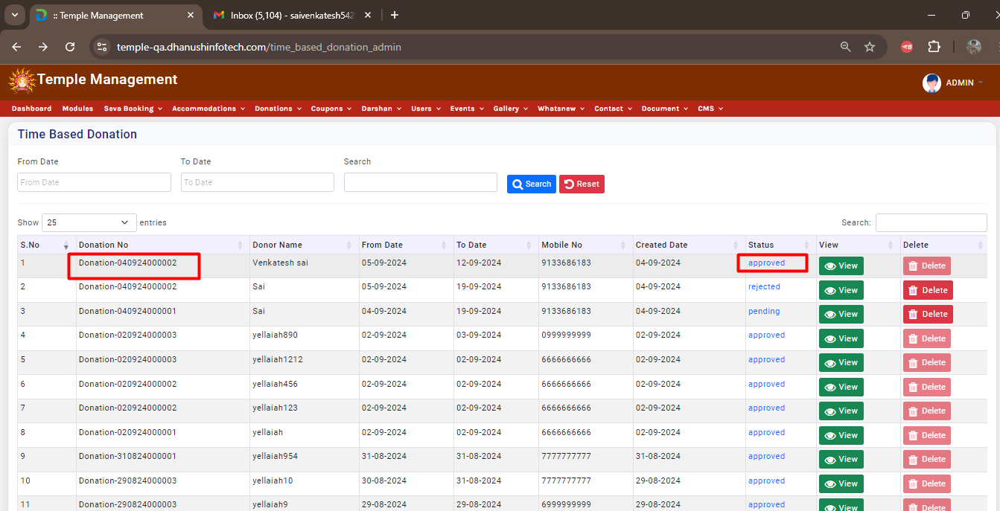 :: Temple Management
Inbox (5,104) - saivenkatesh542
temple-qa.dhanushinfotech.com/time_based_donation_admin
Temple Management
ADMIN
Dashboard Modules Seva Booking Accommodations Donations Coupons Darshan Users Events Gallery Whatsnew Contact Document CMS
Time Based Donation
From Date To Date Search
From Date To Date Search Reset
Show 25 entries Search:
S.No Donation No Donor Name From Date To Date Mobile No Created Date Status View Delete
1 Donation-040924000002 Venkatesh sai 05-09-2024 12-09-2024 9133686183 04-09-2024 approved View Delete
2 Donation-040924000002 Sai 05-09-2024 19-09-2024 9133686183 04-09-2024 rejected View Delete
3 Donation-040924000001 Sai 04-09-2024 19-09-2024 9133686183 04-09-2024 pending View Delete
4 Donation-020924000003 yellaiah890 02-09-2024 03-09-2024 0999999999 02-09-2024 approved View Delete
5 Donation-020924000003 yellaiah1212 02-09-2024 02-09-2024 6666666666 02-09-2024 approved View Delete
6 Donation-020924000002 yellaiah456 02-09-2024 02-09-2024 6666666666 02-09-2024 approved View Delete
7 Donation-020924000002 yellaiah123 02-09-2024 02-09-2024 6666666666 02-09-2024 approved View Delete
8 Donation-020924000001 yellaiah 02-09-2024 02-09-2024 6666666666 02-09-2024 approved View Delete
9 Donation-310824000001 yellaiah954 31-08-2024 31-08-2024 7777777777 31-08-2024 approved View Delete
10 Donation-290824000003 yellaiah10 30-08-2024 31-08-2024 7777777777 29-08-2024 approved View Delete
11 Donation-290824000003 yellaiah9 29-08-2024 29-08-2024 6999999999 29-08-2024 approved View Delete